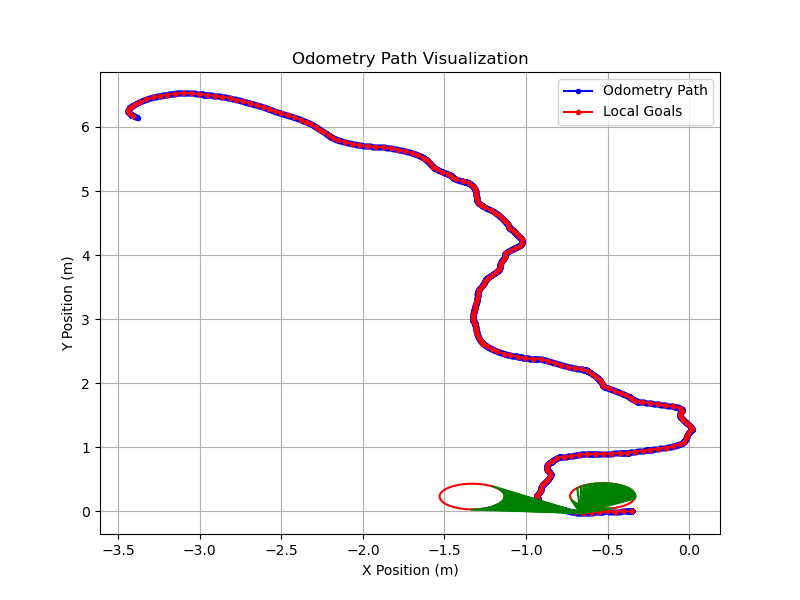 Odometry Path Visualization
Odometry Path
Local Goals
Y Position (m)
6
5
4
3
2
1
0
−3.5 −3.0 −2.5 −2.0 −1.5 −1.0 −0.5 0.0
X Position (m)